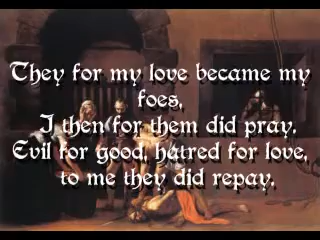 They for my love became my
foes,
I then for them did pray.
Evil for good, hatred for love,
to me they did repay.